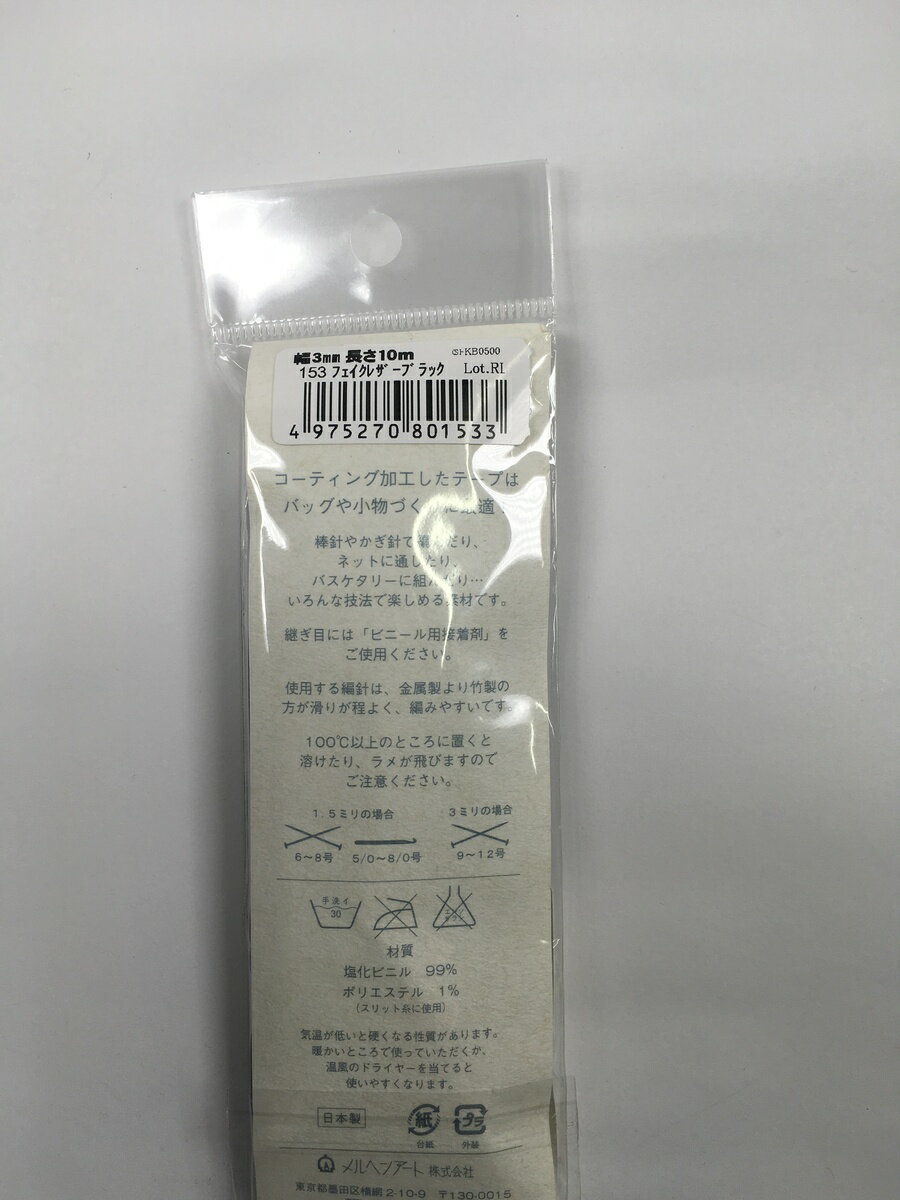 幅3mm 長さ10m
KB0500
153 フェイクレザーブラック Lot.RL
4 975270 801533
コーティング加工したテープは
バッグや小物づく に最適
棒針やかぎ針で編んだり、
ネットに通したり、
バスケタリーに組んだり…
いろんな技法で楽しめる素材です。
継ぎ目には「ビニール用接着剤」を
ご使用ください。
使用する編針は、金属製より竹製の
方が滑りが程よく、編みやすいです。
100℃以上のところに置くと
溶けたり、ラメが飛びますので
ご注意ください。
1.5ミリの場合 3ミリの場合
6～8号 5/0～8/0号 9～12号
手洗イ
30
材質
塩化ビニル 99%
ポリエステル 1%
(スリット糸に使用)
気温が低いと硬くなる性質があります。
暖かいところで使っていただくか、
温風のドライヤーを当てると
使いやすくなります。
日本製 紙 プラ
台紙 外装
メルヘンアート株式会社
東京都墨田区横網2-10-9 〒130-0015